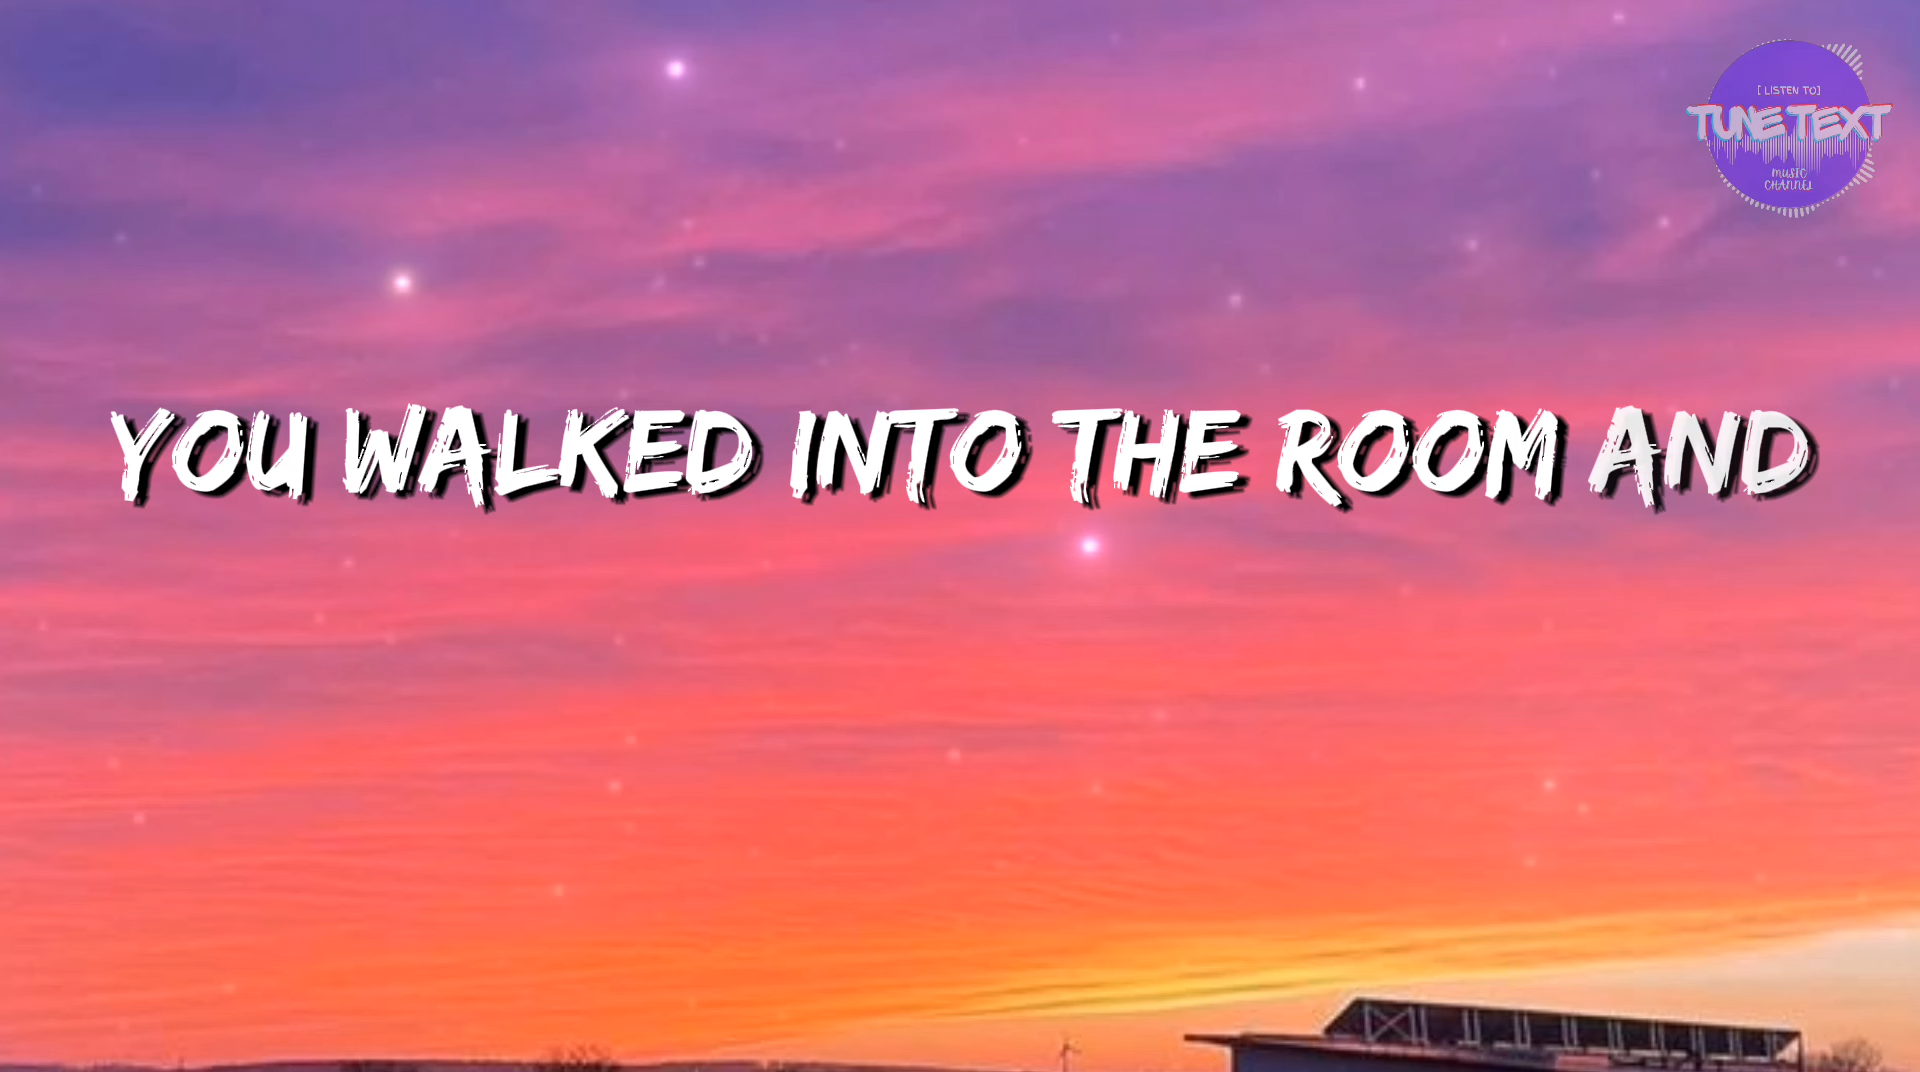 [ LISTEN TO]
TUNE TEXT
MUSIC
CHANNEL
YOU WALKED INTO THE ROOM AND